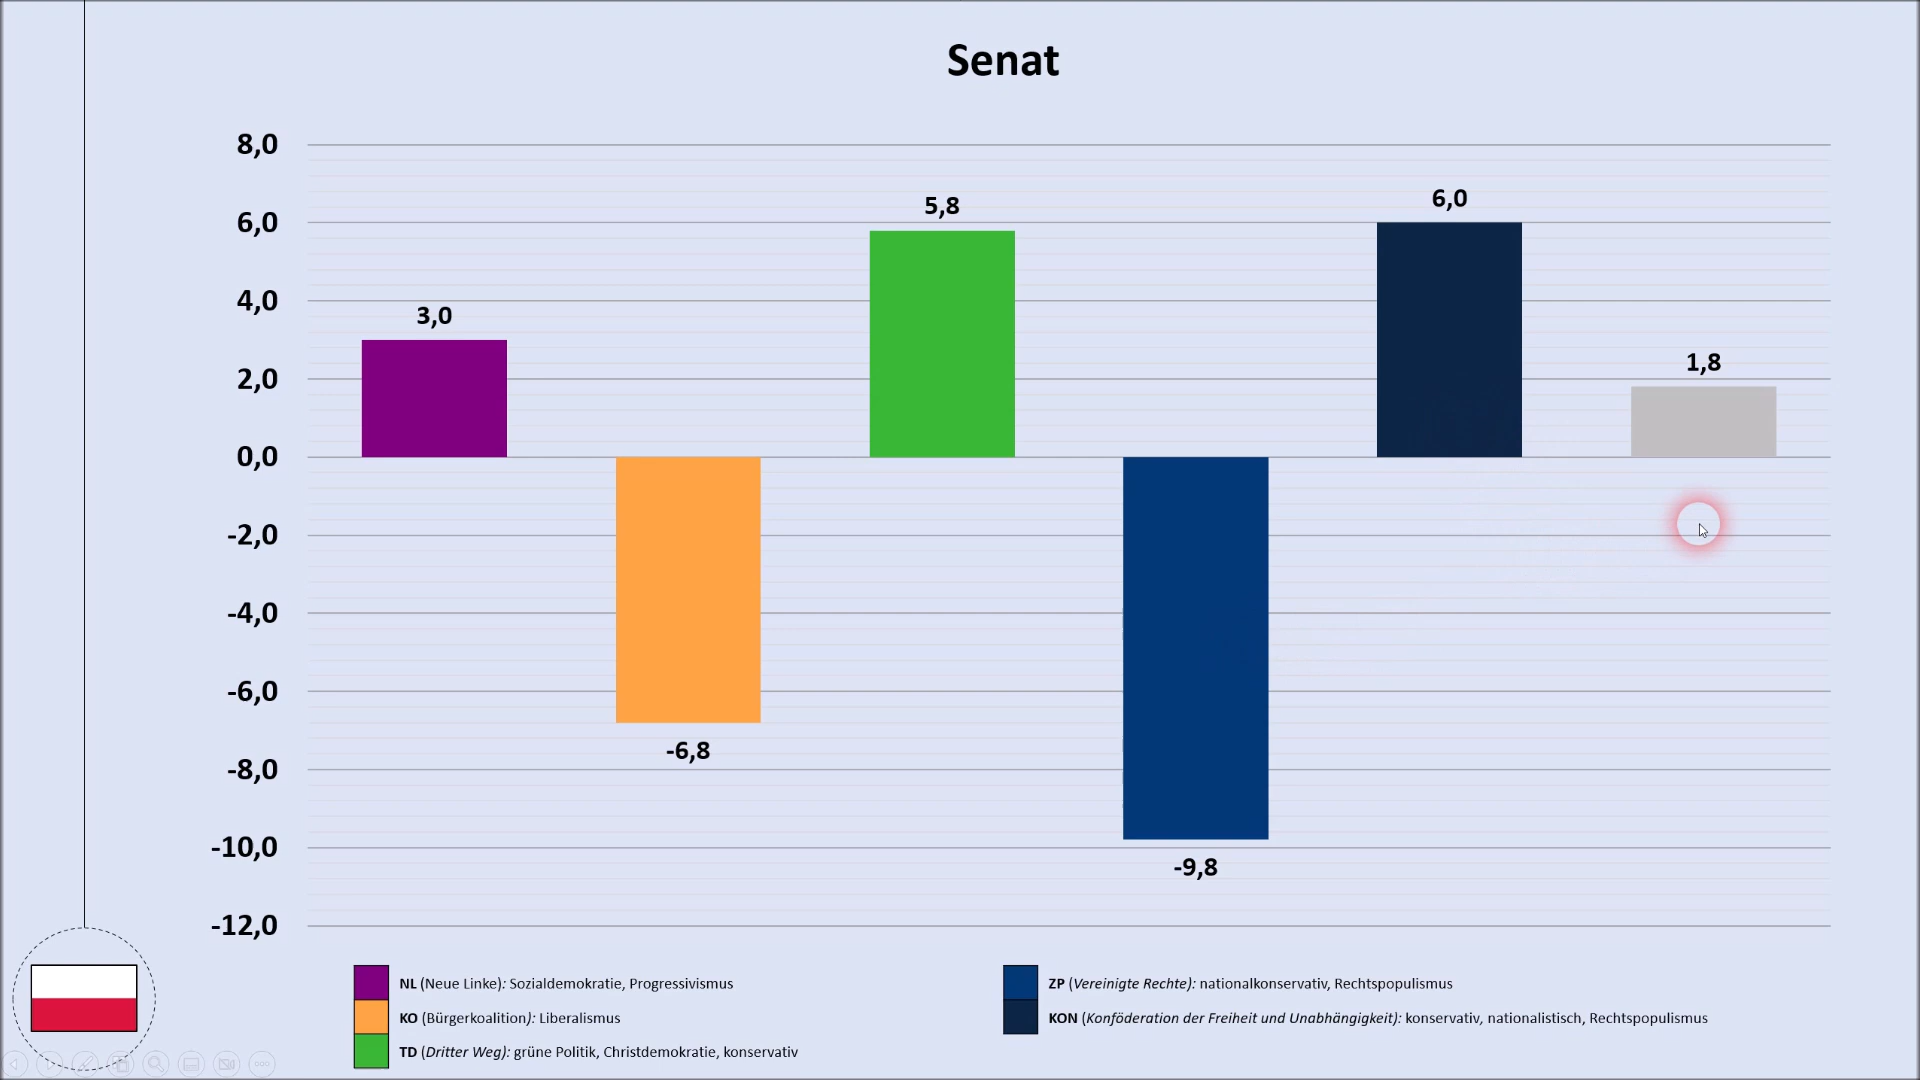 Senat
8,0
6,0
4,0
2,0
0,0
-2,0
-4,0
-6,0
-8,0
-10,0
-12,0
3,0
-6,8
5,8
-9,8
6,0
1,8
NL (Neue Linke): Sozialdemokratie, Progressivismus
KO (Bürgerkoalition): Liberalismus
TD (Dritter Weg): grüne Politik, Christdemokratie, konservativ
ZP (Vereinigte Rechte): nationalkonservativ, Rechtspopulismus
KON (Konföderation der Freiheit und Unabhängigkeit): konservativ, nationalistisch, Rechtspopulismus